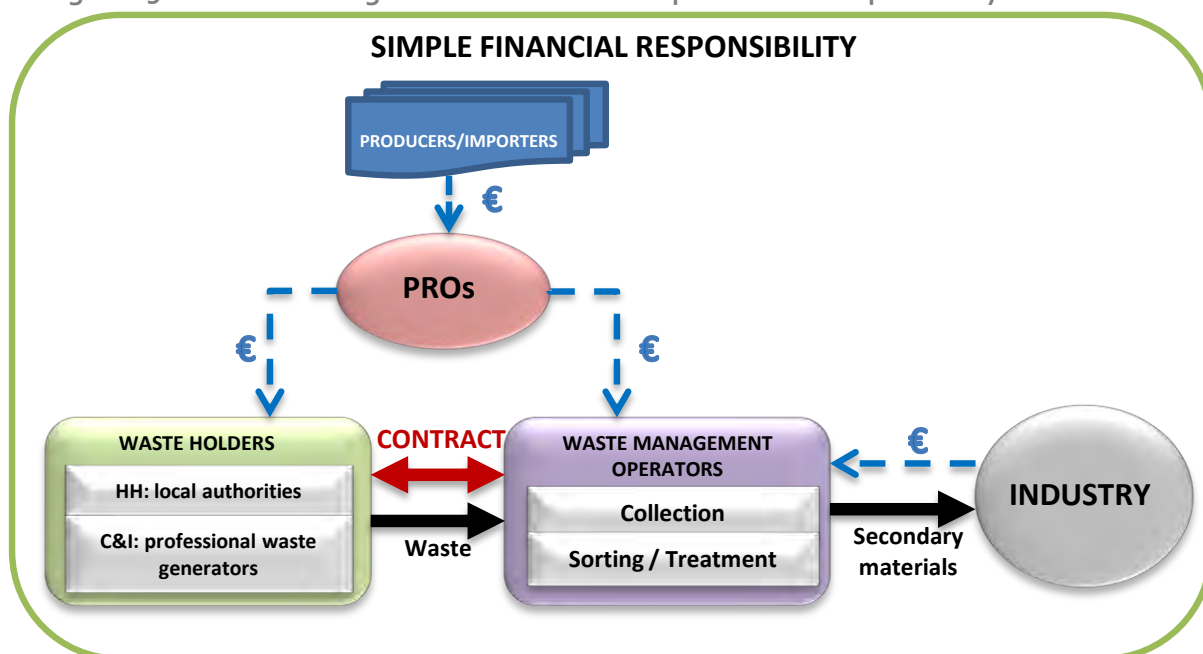 SIMPLE FINANCIAL RESPONSIBILITY
PRODUCERS/IMPORTERS
€
PROs
€
€
WASTE HOLDERS
HH: local authorities
C&I: professional waste
generators
CONTRACT
Waste
WASTE MANAGEMENT
OPERATORS
Collection
Sorting / Treatment
€
Secondary
materials
INDUSTRY